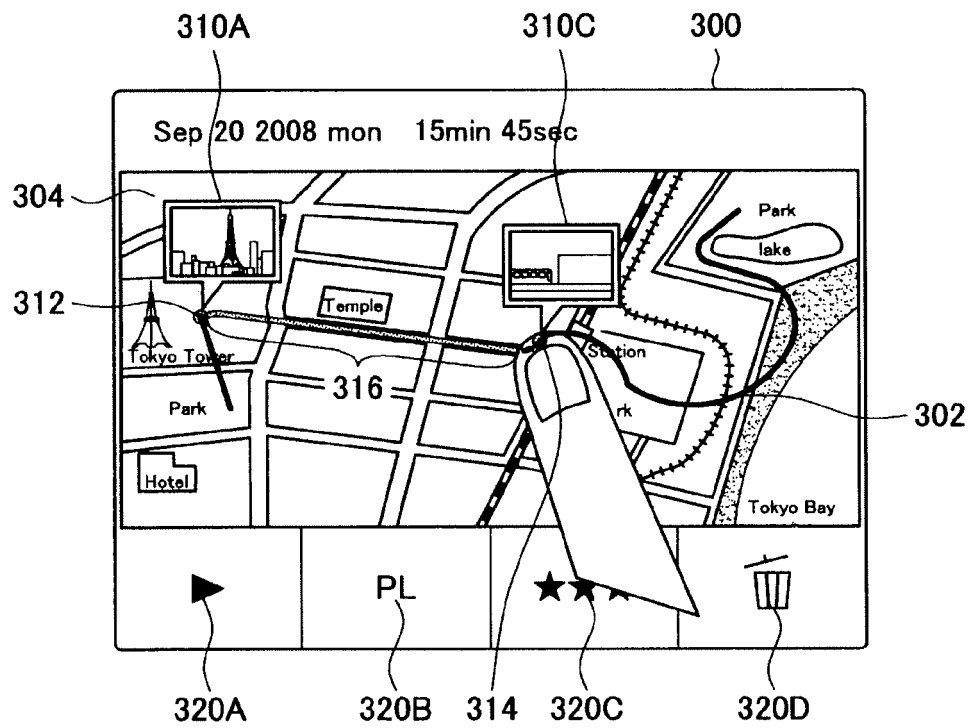 310A 310C 300
Sep 20 2008 mon 15min 45sec
304
Park
lake
312
Temple
Tokyo Tower
Station
316
Park
rk
302
Hotel
Tokyo Bay
▶ PL ★★★
320A 320B 314 320C 320D